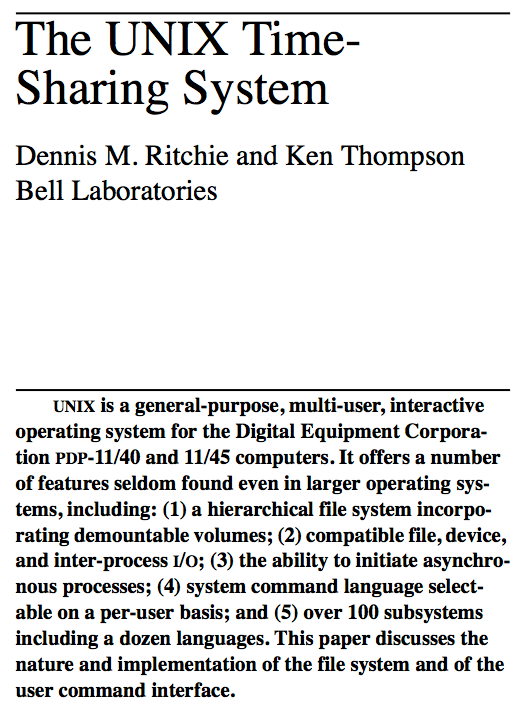 The UNIX Time-
Sharing System
Dennis M. Ritchie and Ken Thompson
Bell Laboratories
UNIX is a general-purpose, multi-user, interactive
operating system for the Digital Equipment Corpora-
tion PDP-11/40 and 11/45 computers. It offers a number
of features seldom found even in larger operating sys-
tems, including: (1) a hierarchical file system incorpo-
rating demountable volumes; (2) compatible file, device,
and inter-process I/O; (3) the ability to initiate asynchro-
nous processes; (4) system command language select-
able on a per-user basis; and (5) over 100 subsystems
including a dozen languages. This paper discusses the
nature and implementation of the file system and of the
user command interface.